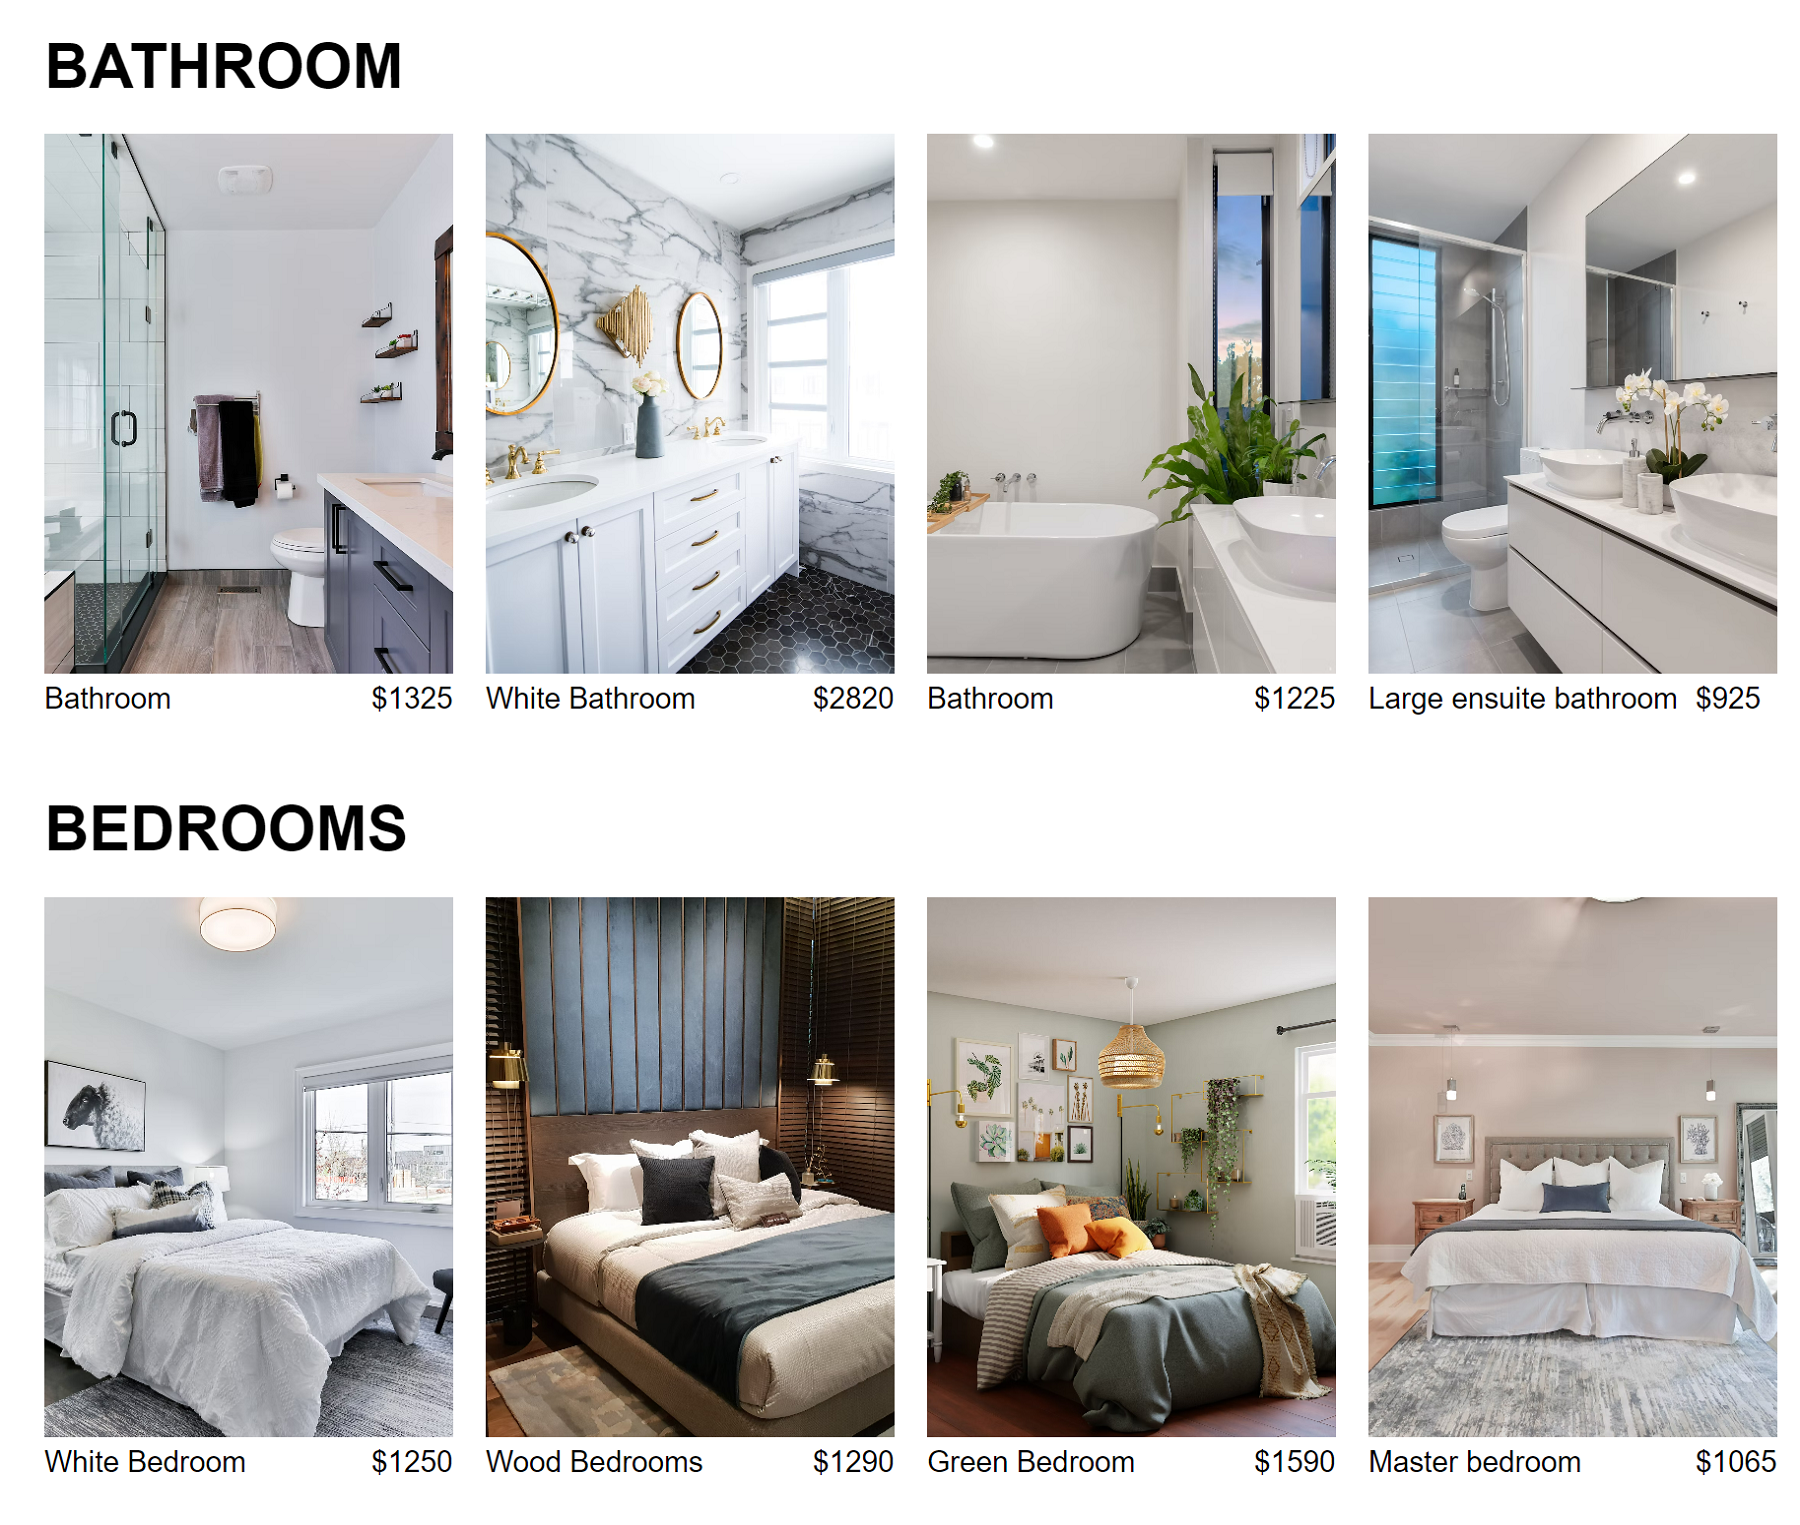 BATHROOM
Bathroom $1325
White Bathroom $2820
Bathroom $1225
Large ensuite bathroom $925
BEDROOMS
White Bedroom $1250
Wood Bedrooms $1290
Green Bedroom $1590
Master bedroom $1065